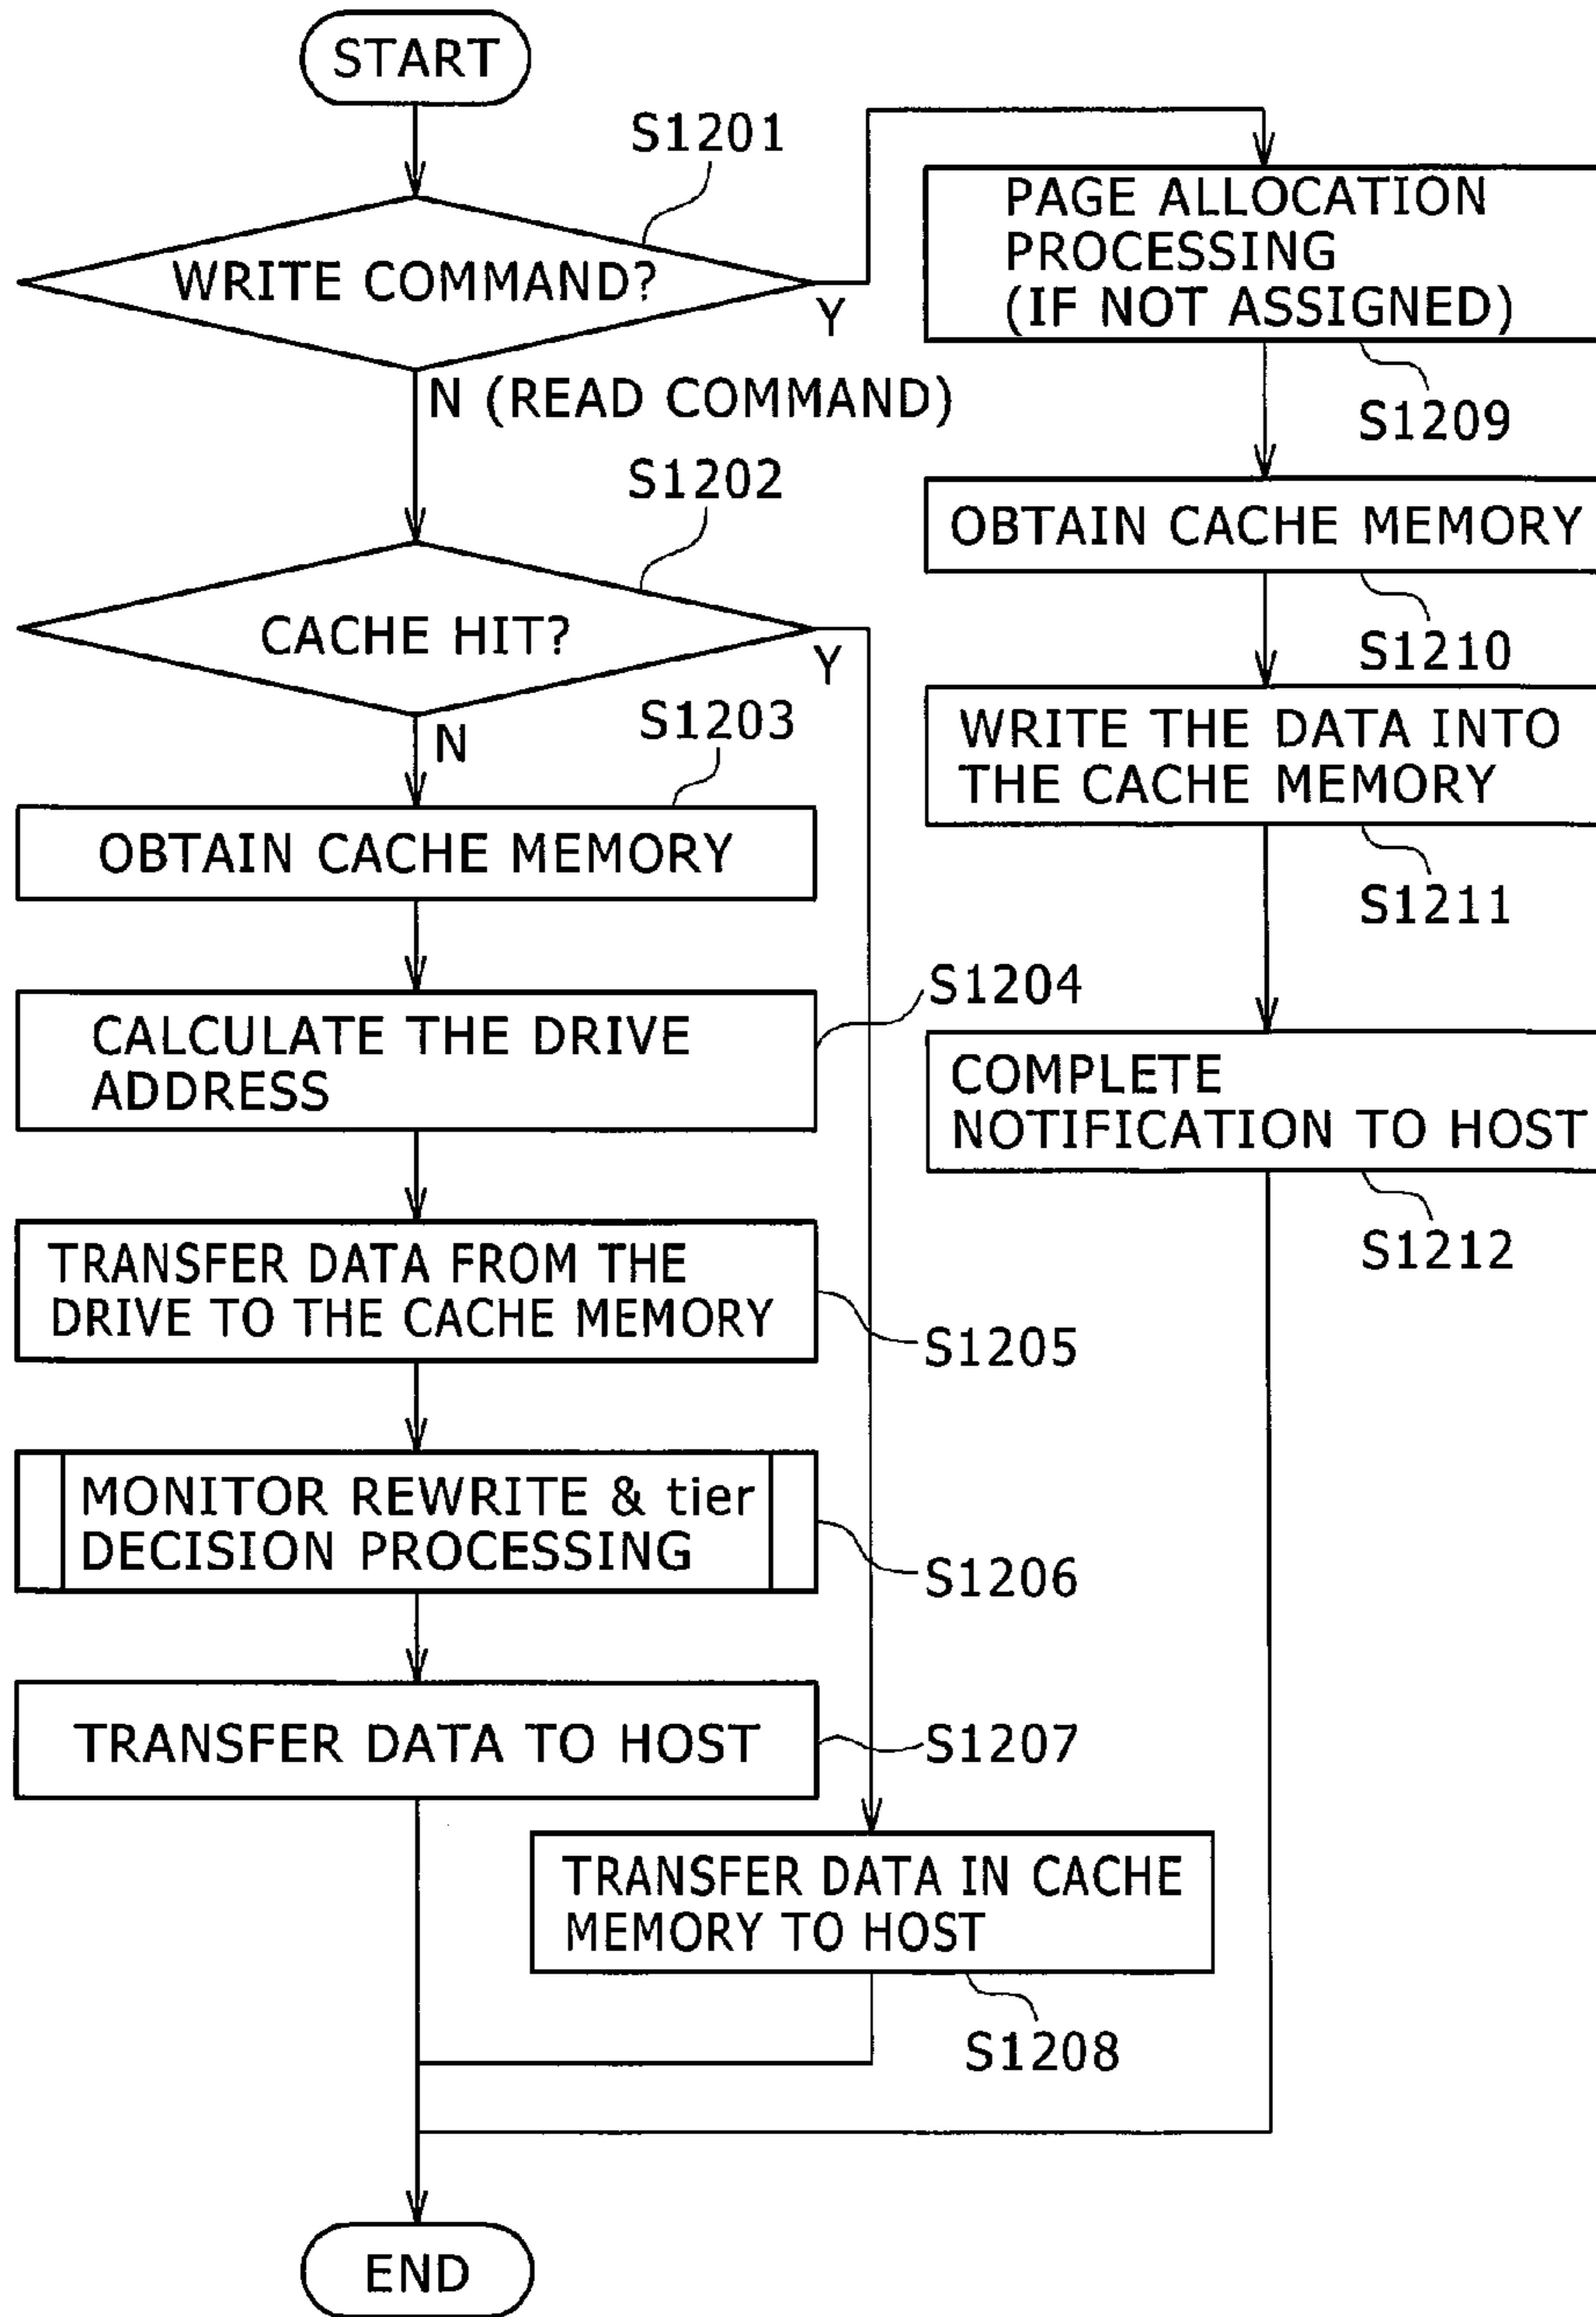 START
S1201
WRITE COMMAND?
Y
N (READ COMMAND)
S1202
CACHE HIT?
Y
N
S1203
OBTAIN CACHE MEMORY
CALCULATE THE DRIVE
ADDRESS
S1204
TRANSFER DATA FROM THE
DRIVE TO THE CACHE MEMORY
S1205
MONITOR REWRITE & tier
DECISION PROCESSING
S1206
TRANSFER DATA TO HOST
S1207
TRANSFER DATA IN CACHE
MEMORY TO HOST
S1208
PAGE ALLOCATION
PROCESSING
(IF NOT ASSIGNED)
S1209
OBTAIN CACHE MEMORY
S1210
WRITE THE DATA INTO
THE CACHE MEMORY
S1211
COMPLETE
NOTIFICATION TO HOST
S1212
END